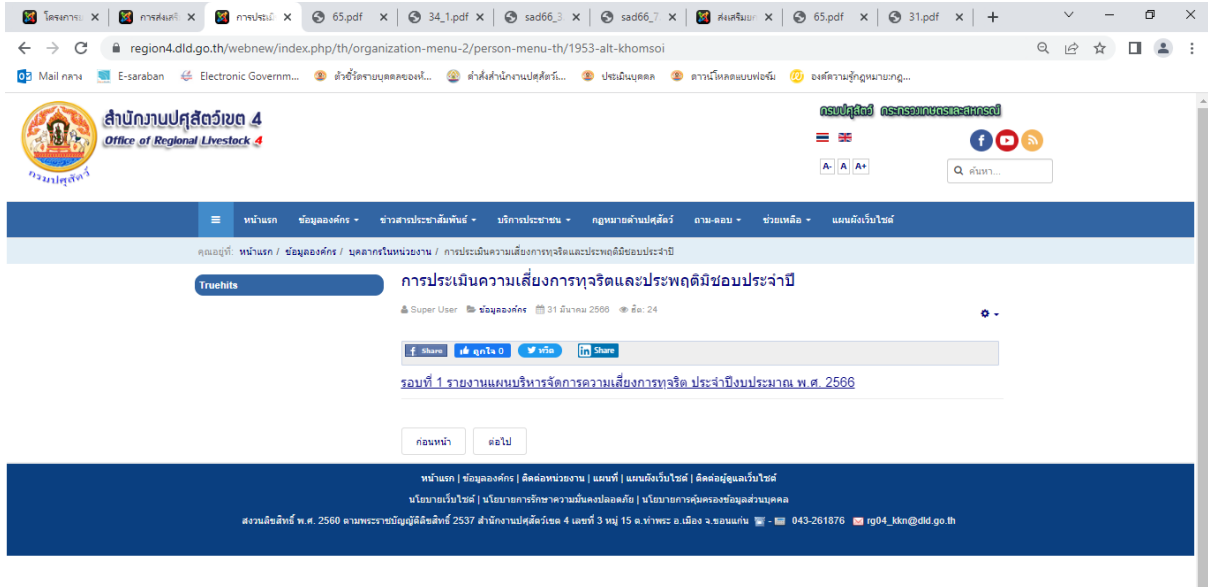 โครงการ
การส่งเสริ
การประเมิ
65.pdf
34_1.pdf
sad66_3
sad66_7
ส่งเสริมยก
65.pdf
31.pdf
region4.dld.go.th/webnew/index.php/th/organization-menu-2/person-menu-th/1953-alt-khomsoi
Mail กลาง
E-saraban
Electronic Governm...
ตัวชี้วัดรายบุคคลของห้...
คำสั่งสำนักงานปศุสัตว์เ...
ประเมินบุคคล
ดาวน์โหลดแบบฟอร์ม
องค์ความรู้กฎหมาย:กฎ...
สำนักงานปศุสัตว์เขต 4
Office of Regional Livestock 4
กรมปศุสัตว์
กรมปศุสัตว์ กระทรวงเกษตรและสหกรณ์
A- A A+
ค้นหา...
หน้าแรก ข้อมูลองค์กร ข่าวสารประชาสัมพันธ์ บริการประชาชน กฎหมายด้านปศุสัตว์ ถาม-ตอบ ช่วยเหลือ แผนผังเว็บไซต์
คุณอยู่ที่: หน้าแรก / ข้อมูลองค์กร / บุคลากรในหน่วยงาน / การประเมินความเสี่ยงการทุจริตและประพฤติมิชอบประจำปี
Truehits
การประเมินความเสี่ยงการทุจริตและประพฤติมิชอบประจำปี
Super User ข้อมูลองค์กร 31 มีนาคม 2566 ฮิต: 24
f Share ถูกใจ 0 ทวีต in Share
รอบที่ 1 รายงานแผนบริหารจัดการความเสี่ยงการทุจริต ประจำปีงบประมาณ พ.ศ. 2566
ก่อนหน้า ต่อไป
หน้าแรก | ข้อมูลองค์กร | ติดต่อหน่วยงาน | แผนที่ | แผนผังเว็บไซต์ | ติดต่อผู้ดูแลเว็บไซต์
นโยบายเว็บไซต์ | นโยบายการรักษาความมั่นคงปลอดภัย | นโยบายการคุ้มครองข้อมูลส่วนบุคคล
สงวนลิขสิทธิ์ พ.ศ. 2560 ตามพระราชบัญญัติลิขสิทธิ์ 2537 สำนักงานปศุสัตว์เขต 4 เลขที่ 3 หมู่ 15 ต.ท่าพระ อ.เมือง จ.ขอนแก่น - 043-261876 rg04_kkn@dld.go.th